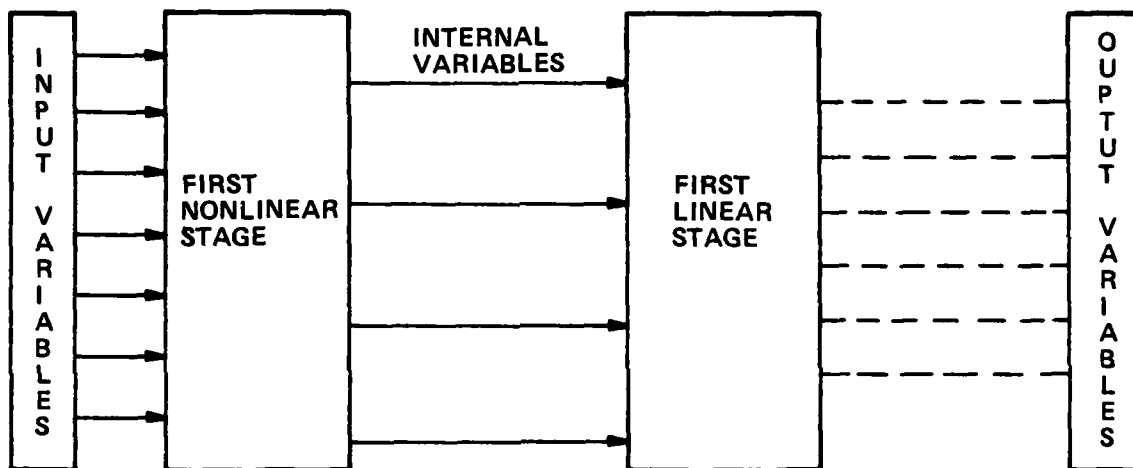 INPUT VARIABLES
FIRST
NONLINEAR
STAGE
INTERNAL
VARIABLES
FIRST
LINEAR
STAGE
OUPTUT VARIABLES